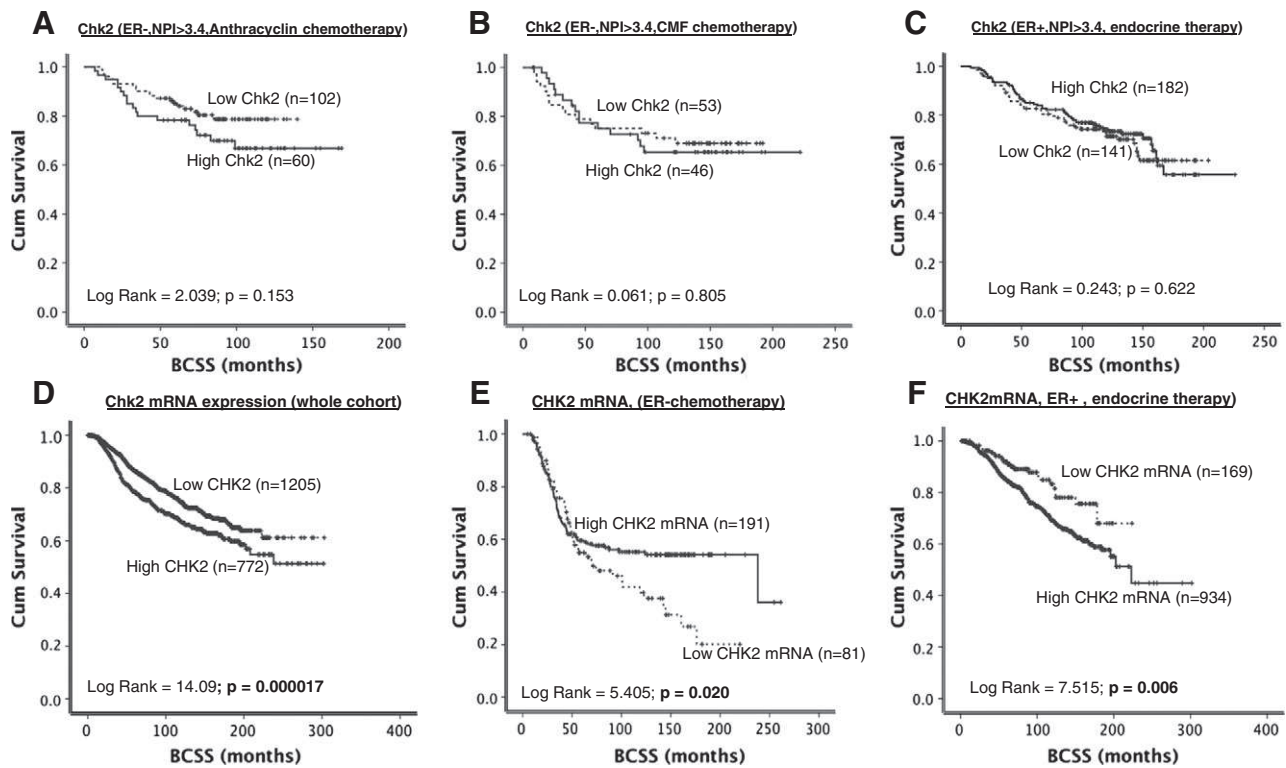 A
Chk2 (ER-,NPI>3.4,Anthracyclin chemotherapy)
Cum Survival
1.0
0.8
0.6
0.4
0.2
0.0
Low Chk2 (n=102)
High Chk2 (n=60)
Log Rank = 2.039; p = 0.153
0 50 100 150 200
BCSS (months)
B
Chk2 (ER-,NPI>3.4,CMF chemotherapy)
Cum Survival
1.0
0.8
0.6
0.4
0.2
0.0
Low Chk2 (n=53)
High Chk2 (n=46)
Log Rank = 0.061; p = 0.805
0 50 100 150 200 250
BCSS (months)
C
Chk2 (ER+,NPI>3.4, endocrine therapy)
Cum Survival
1.0
0.8
0.6
0.4
0.2
0.0
High Chk2 (n=182)
Low Chk2 (n=141)
Log Rank = 0.243; p = 0.622
0 50 100 150 200 250
BCSS (months)
D
Chk2 mRNA expression (whole cohort)
Cum Survival
1.0
0.8
0.6
0.4
0.2
0.0
Low CHK2 (n=1205)
High CHK2 (n=772)
Log Rank = 14.09; p = 0.000017
0 100 200 300 400
BCSS (months)
E
CHK2 mRNA, (ER-chemotherapy)
Cum Survival
1.0
0.8
0.6
0.4
0.2
0.0
High CHK2 mRNA (n=191)
Low CHK2 mRNA (n=81)
Log Rank = 5.405; p = 0.020
0 50 100 150 200 250 300
BCSS (months)
F
CHK2mRNA, ER+ , endocrine therapy)
Cum Survival
1.0
0.8
0.6
0.4
0.2
0.0
Low CHK2 mRNA (n=169)
High CHK2 mRNA (n=934)
Log Rank = 7.515; p = 0.006
0 100 200 300 400
BCSS (months)